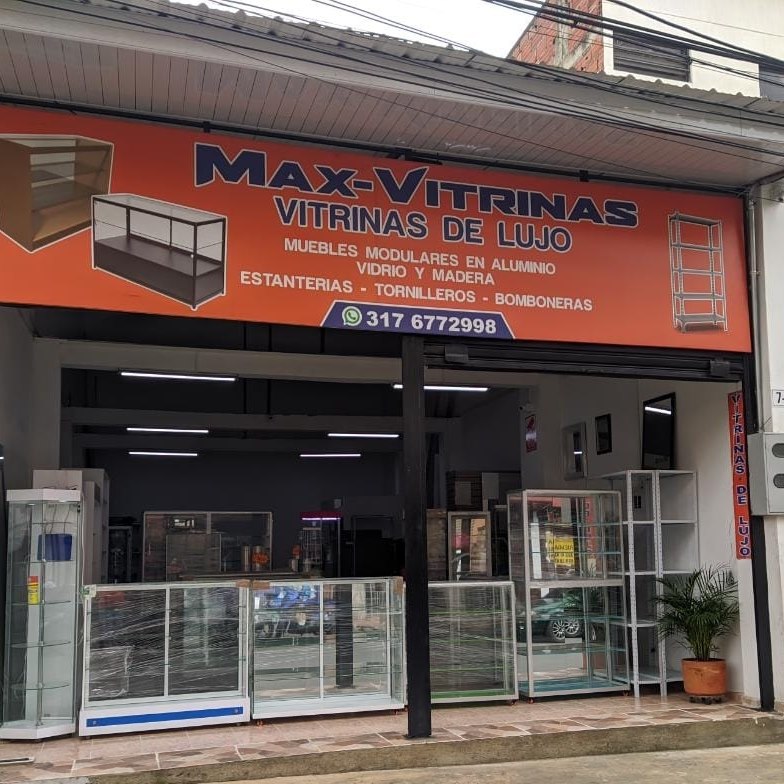 MAX-VITRINAS
VITRINAS DE LUJO
MUEBLES MODULARES EN ALUMINIO
VIDRIO Y MADERA
ESTANTERIAS - TORNILLEROS - BOMBONERAS
317 6772998
VITRINAS DE LUJO